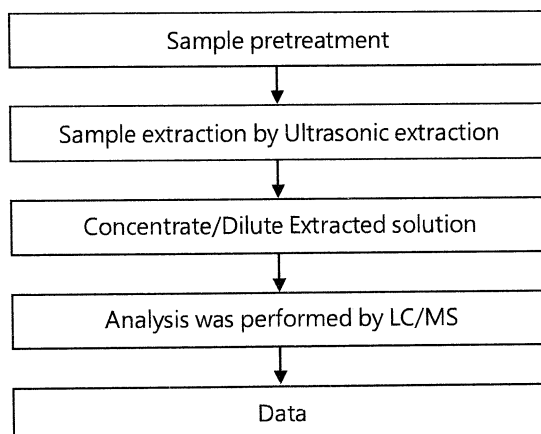 Sample pretreatment
Sample extraction by Ultrasonic extraction
Concentrate/Dilute Extracted solution
Analysis was performed by LC/MS
Data